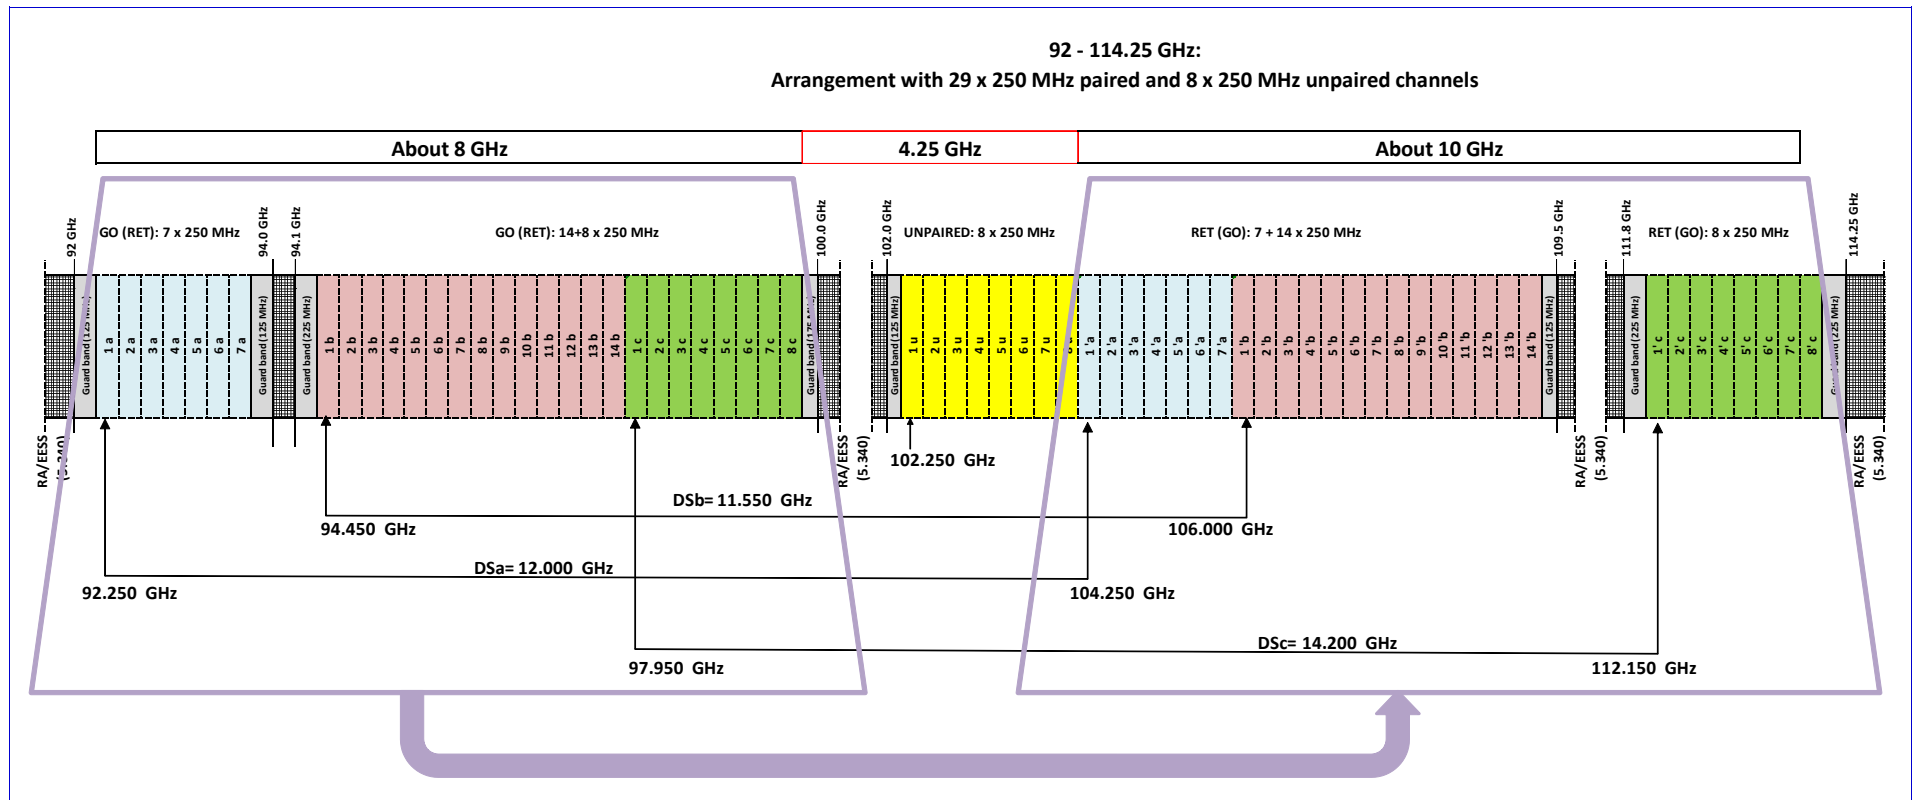 92 - 114.25 GHz:
Arrangement with 29 x 250 MHz paired and 8 x 250 MHz unpaired channels
About 8 GHz
4.25 GHz
About 10 GHz
92 GHz
GO (RET): 7 x 250 MHz
94.0 GHz
94.1 GHz
GO (RET): 14+8 x 250 MHz
100.0 GHz
102.0 GHz
UNPAIRED: 8 x 250 MHz
RET (GO): 7 + 14 x 250 MHz
109.5 GHz
111.8 GHz
RET (GO): 8 x 250 MHz
114.25 GHz
Guard band (125 MHz)
1 a
2 a
3 a
4 a
5 a
6 a
7 a
Guard band (225 MHz)
Guard band (225 MHz)
1 b
2 b
3 b
4 b
5 b
6 b
7 b
8 b
9 b
10 b
11 b
12 b
13 b
14 b
1 c
2 c
3 c
4 c
5 c
6 c
7 c
8 c
Guard band (125 MHz)
Guard band (125 MHz)
1 u
2 u
3 u
4 u
5 u
6 u
7 u
8 u
1 'a
2 'a
3 'a
4 'a
5 'a
6 'a
7 'a
1 'b
2 'b
3 'b
4 'b
5 'b
6 'b
7 'b
8 'b
9 'b
10 'b
11 'b
12 'b
13 'b
14 'b
Guard band (125 MHz)
Guard band (225 MHz)
1' c
2' c
3' c
4' c
5' c
6' c
7' c
8' c
Guard band (225 MHz)
RA/EESS
(5.340)
RA/EESS
(5.340)
RA/EESS
(5.340)
RA/EESS
(5.340)
102.250 GHz
DSb= 11.550 GHz
94.450 GHz
106.000 GHz
DSa= 12.000 GHz
92.250 GHz
104.250 GHz
DSc= 14.200 GHz
97.950 GHz
112.150 GHz